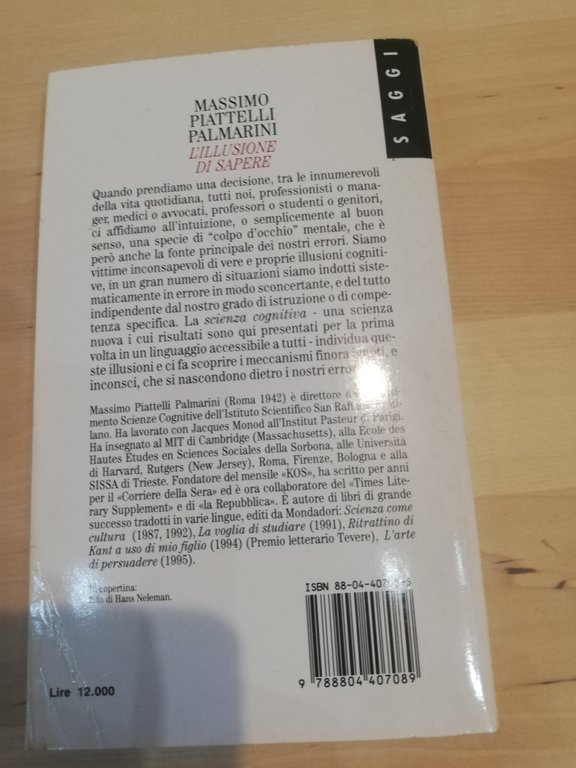 SAGGI
MASSIMO
PIATTELLI
PALMARINI
L'ILLUSIONE
DI SAPERE
Quando prendiamo una decisione, tra le innumerevoli
della vita quotidiana, tutti noi, professionisti o mana-
ger, medici o avvocati, professori o studenti o genitori,
ci affidiamo all'intuizione, o semplicemente al buon
senso, una specie di "colpo d'occhio" mentale, che è
però anche la fonte principale dei nostri errori. Siamo
vittime inconsapevoli di vere e proprie illusioni cogniti-
ve, in un gran numero di situazioni siamo indotti siste-
maticamente in errore in modo sconcertante, e del tutto
indipendente dal nostro grado di istruzione o di compe-
tenza specifica. La scienza cognitiva - una scienza
nuova i cui risultati sono qui presentati per la prima
volta in un linguaggio accessibile a tutti - individua que-
ste illusioni e ci fa scoprire i meccanismi finora e
inconsci, che si nascondono dietro i nostri
Massimo Piattelli Palmarini (Roma 1942) è direttore
mento Scienze Cognitive dell'Istituto Scientifico San
lano. Ha lavorato con Jacques Monod all'Institut Pasteur di Parigi.
Ha insegnato al MIT di Cambridge (Massachusetts), alla École des
Hautes Études en Sciences Sociales della Sorbona, alle Università
di Harvard, Rutgers (New Jersey), Roma, Firenze, Bologna e alla
SISSA di Trieste. Fondatore del mensile «KOS», ha scritto per anni
per il «Corriere della Sera» ed è ora collaboratore del «Times Lite-
rary Supplement» e di «la Repubblica». È autore di libri di grande
successo tradotti in varie lingue, editi da Mondadori: Scienza come
cultura (1987, 1992), La voglia di studiare (1991), Ritrattino di
Kant a uso di mio figlio (1994) (Premio letterario Tevere), L'arte
di persuadere (1995).
copertina:
di Hans Neleman.
ISBN 88-04-407
9 788804 407089
Lire 12.000